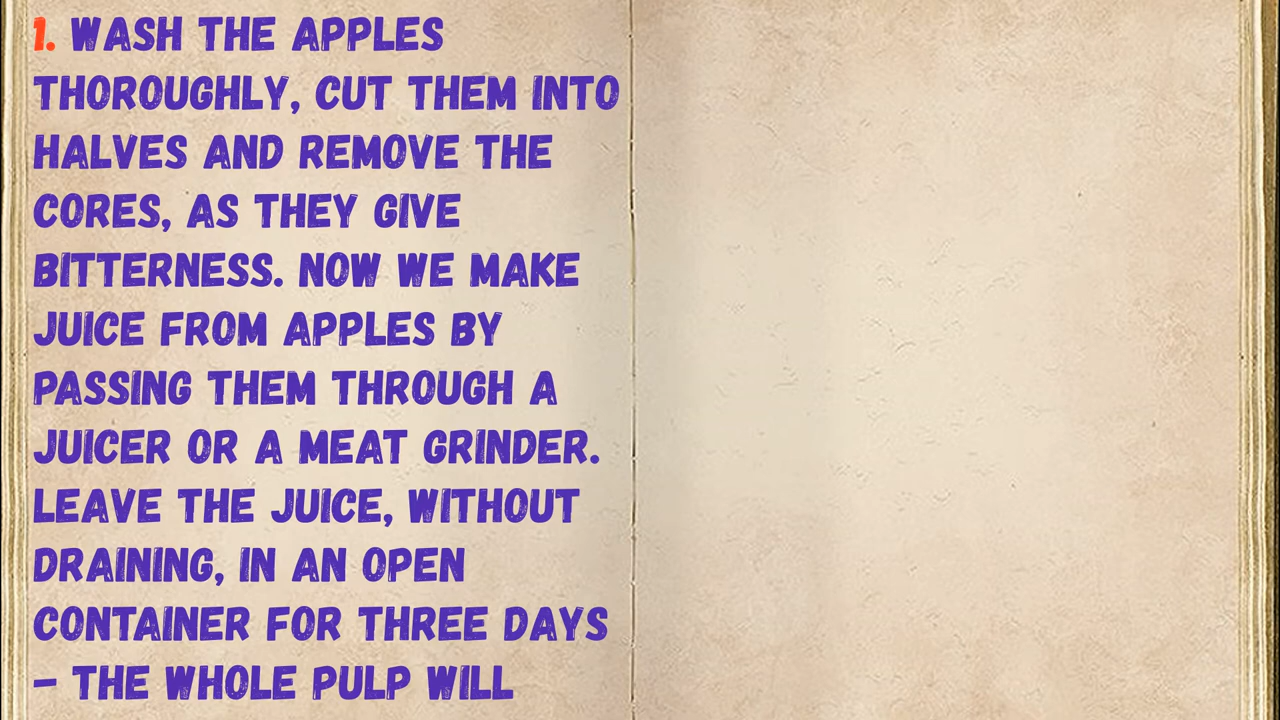 1. WASH THE APPLES
THOROUGHLY, CUT THEM INTO
HALVES AND REMOVE THE
CORES, AS THEY GIVE
BITTERNESS. NOW WE MAKE
JUICE FROM APPLES BY
PASSING THEM THROUGH A
JUICER OR A MEAT GRINDER.
LEAVE THE JUICE, WITHOUT
DRAINING, IN AN OPEN
CONTAINER FOR THREE DAYS
– THE WHOLE PULP WILL